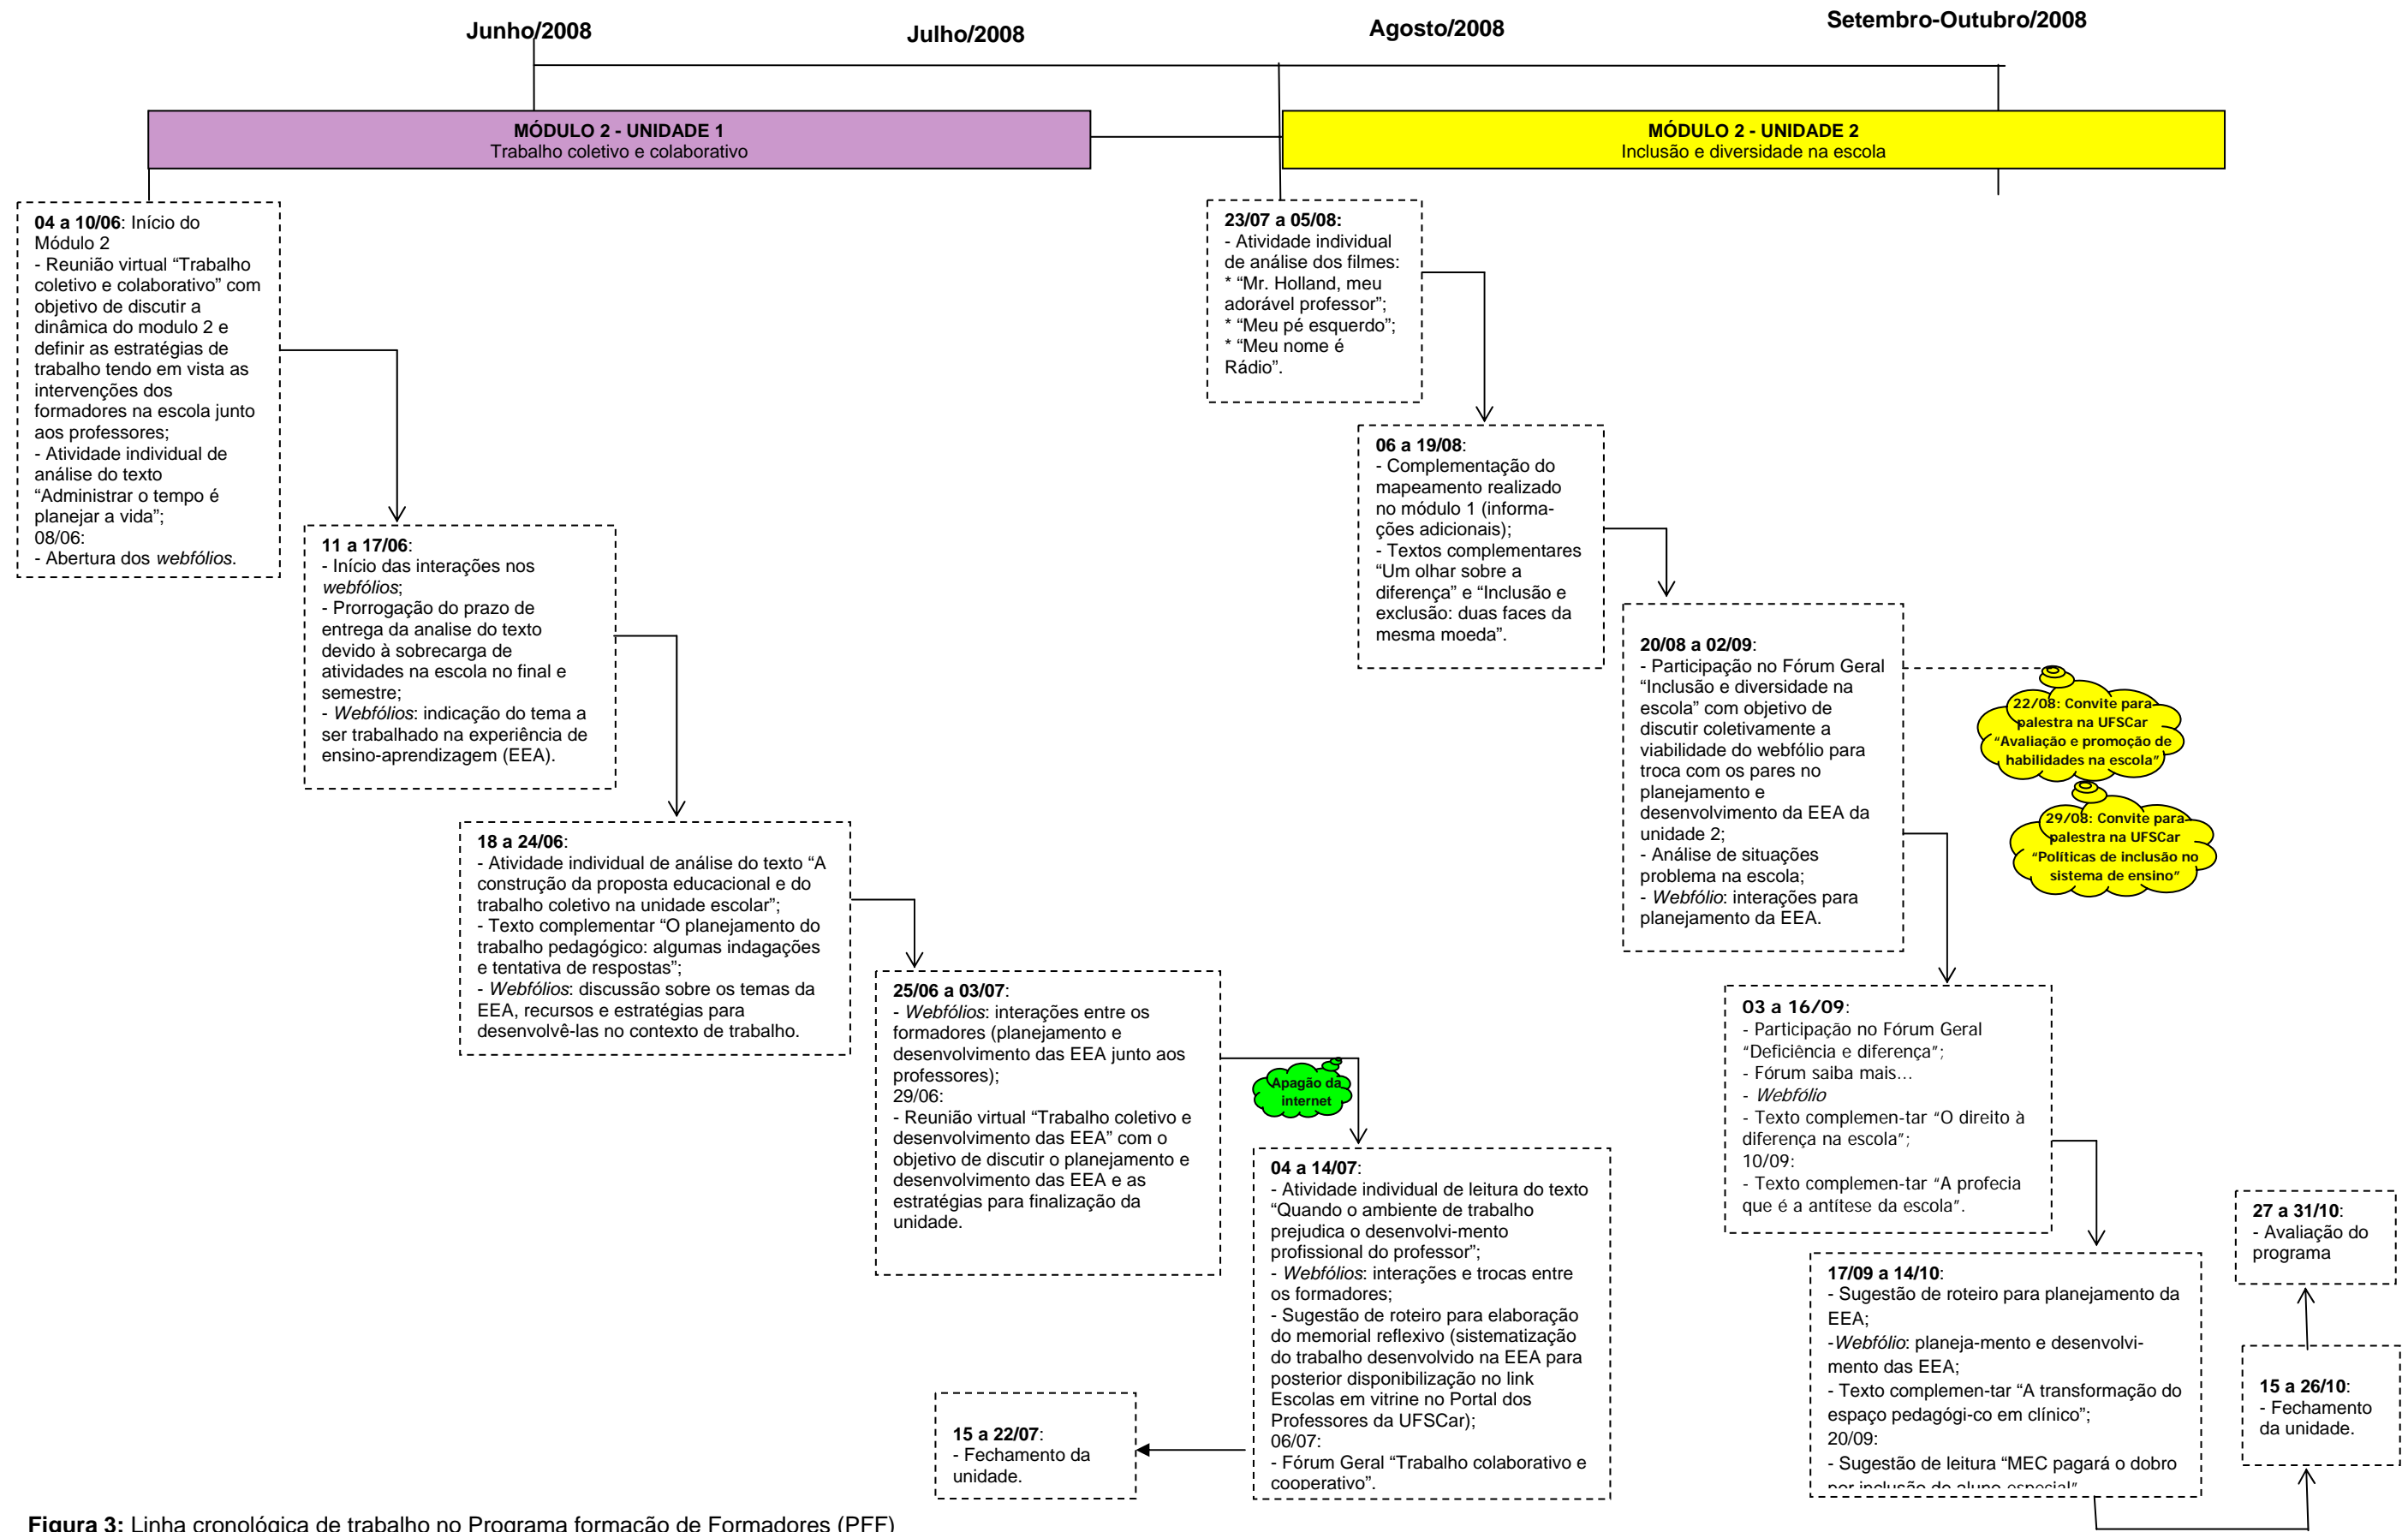 Junho/2008
Julho/2008
Agosto/2008
Setembro-Outubro/2008
MÓDULO 2 - UNIDADE 1
Trabalho coletivo e colaborativo
MÓDULO 2 - UNIDADE 2
Inclusão e diversidade na escola
04 a 10/06: Início do
Módulo 2
- Reunião virtual “Trabalho
coletivo e colaborativo” com
objetivo de discutir a
dinâmica do modulo 2 e
definir as estratégias de
trabalho tendo em vista as
intervenções dos
formadores na escola junto
aos professores;
- Atividade individual de
análise do texto
“Administrar o tempo é
planejar a vida”;
08/06:
- Abertura dos webfólios.
11 a 17/06:
- Início das interações nos
webfólios;
- Prorrogação do prazo de
entrega da analise do texto
devido à sobrecarga de
atividades na escola no final e
semestre;
- Webfólios: indicação do tema a
ser trabalhado na experiência de
ensino-aprendizagem (EEA).
18 a 24/06:
- Atividade individual de análise do texto “A
construção da proposta educacional e do
trabalho coletivo na unidade escolar”;
- Texto complementar “O planejamento do
trabalho pedagógico: algumas indagações
e tentativa de respostas”;
- Webfólios: discussão sobre os temas da
EEA, recursos e estratégias para
desenvolvê-las no contexto de trabalho.
25/06 a 03/07:
- Webfólios: interações entre os
formadores (planejamento e
desenvolvimento das EEA junto aos
professores);
29/06:
- Reunião virtual “Trabalho coletivo e
desenvolvimento das EEA” com o
objetivo de discutir o planejamento e
desenvolvimento das EEA e as
estratégias para finalização da
unidade.
Apagão da
internet
04 a 14/07:
- Atividade individual de leitura do texto
“Quando o ambiente de trabalho
prejudica o desenvolvi-mento
profissional do professor”;
- Webfólios: interações e trocas entre
os formadores;
- Sugestão de roteiro para elaboração
do memorial reflexivo (sistematização
do trabalho desenvolvido na EEA para
posterior disponibilização no link
Escolas em vitrine no Portal dos
Professores da UFSCar);
06/07:
- Fórum Geral “Trabalho colaborativo e
cooperativo”.
15 a 22/07:
- Fechamento da
unidade.
23/07 a 05/08:
- Atividade individual
de análise dos filmes:
* “Mr. Holland, meu
adorável professor”;
* “Meu pé esquerdo”;
* “Meu nome é
Rádio”.
06 a 19/08:
- Complementação do
mapeamento realizado
no módulo 1 (informa-
ções adicionais);
- Textos complementares
“Um olhar sobre a
diferença” e “Inclusão e
exclusão: duas faces da
mesma moeda”.
20/08 a 02/09:
- Participação no Fórum Geral
“Inclusão e diversidade na
escola” com objetivo de
discutir coletivamente a
viabilidade do webfólio para
troca com os pares no
planejamento e
desenvolvimento da EEA da
unidade 2;
- Análise de situações
problema na escola;
- Webfólio: interações para
planejamento da EEA.
22/08: Convite para
palestra na UFSCar
“Avaliação e promoção de
habilidades na escola”
29/08: Convite para
palestra na UFSCar
“Políticas de inclusão no
sistema de ensino”
03 a 16/09:
- Participação no Fórum Geral
“Deficiência e diferença”;
- Fórum saiba mais...
- Webfólio
- Texto complemen-tar “O direito à
diferença na escola”;
10/09:
- Texto complemen-tar “A profecia
que é a antítese da escola”.
17/09 a 14/10:
- Sugestão de roteiro para planejamento da
EEA;
-Webfólio: planeja-mento e desenvolvi-
mento das EEA;
- Texto complemen-tar “A transformação do
espaço pedagógi-co em clínico”;
20/09:
- Sugestão de leitura “MEC pagará o dobro
por inclusão do aluno especial”
15 a 26/10:
- Fechamento
da unidade.
27 a 31/10:
- Avaliação do
programa
Figura 3: Linha cronológica de trabalho no Programa formação de Formadores (PFF)